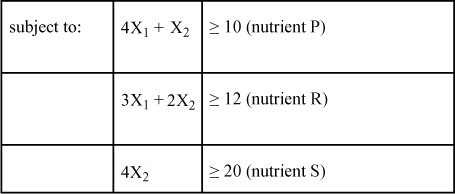 subject to: 4X₁ + X₂ ≥ 10 (nutrient P)
3X₁ + 2X₂ ≥ 12 (nutrient R)
4X₂ ≥ 20 (nutrient S)